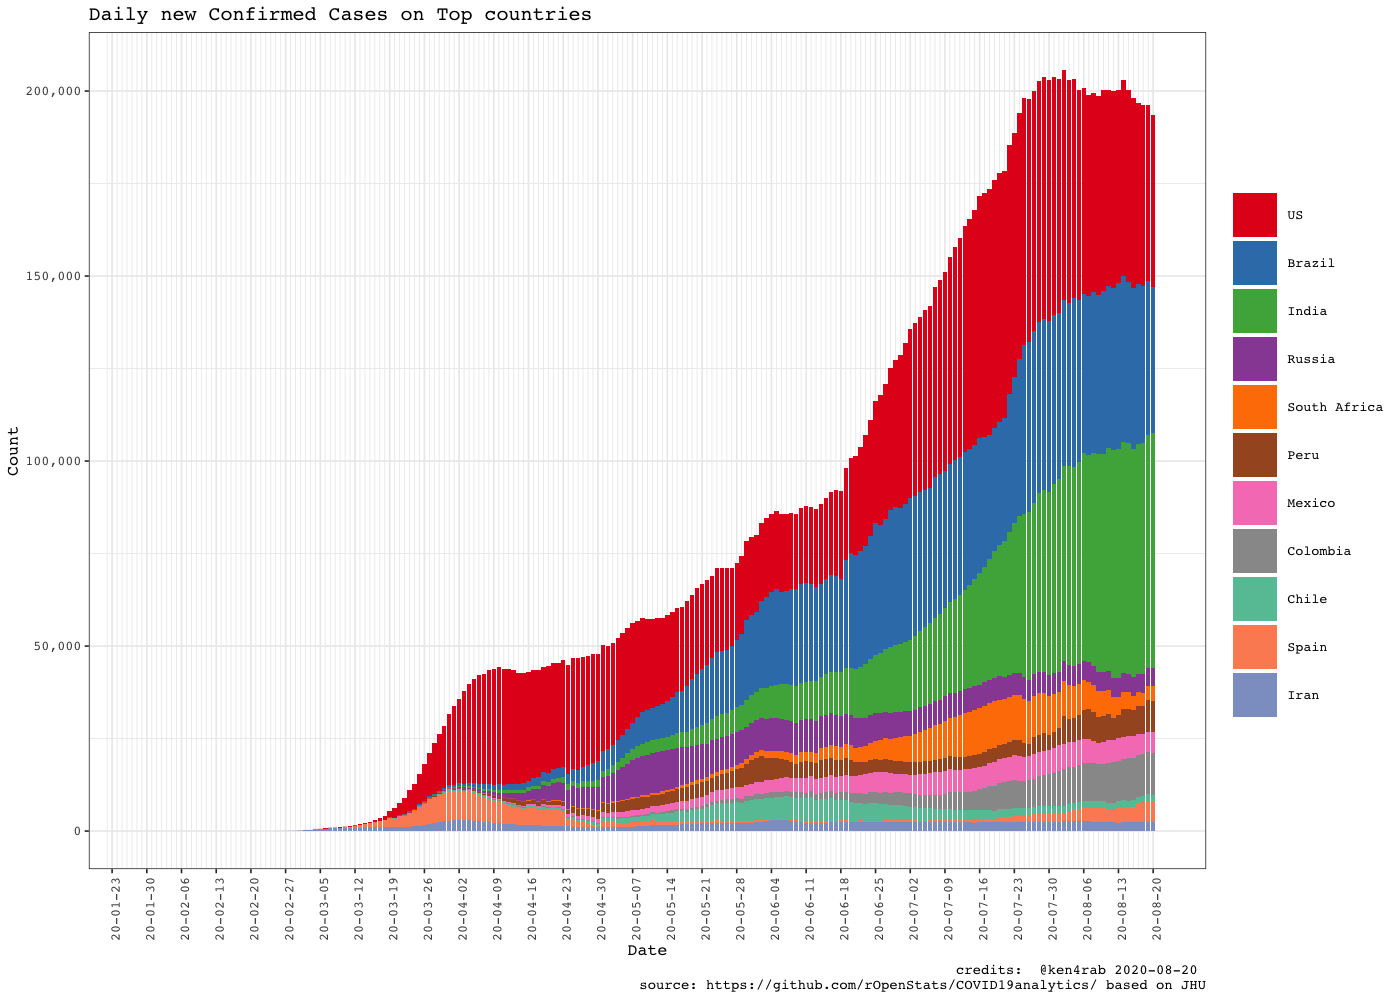 Daily new Confirmed Cases on Top countries
Count
200,000
150,000
100,000
50,000
0
20-01-23
20-01-30
20-02-06
20-02-13
20-02-20
20-02-27
20-03-05
20-03-12
20-03-19
20-03-26
20-04-02
20-04-09
20-04-16
20-04-23
20-04-30
20-05-07
20-05-14
20-05-21
20-05-28
20-06-04
20-06-11
20-06-18
20-06-25
20-07-02
20-07-09
20-07-16
20-07-23
20-07-30
20-08-06
20-08-13
20-08-20
Date
US
Brazil
India
Russia
South Africa
Peru
Mexico
Colombia
Chile
Spain
Iran
credits:  @ken4rab 2020-08-20
source: https://github.com/rOpenStats/COVID19analytics/ based on JHU